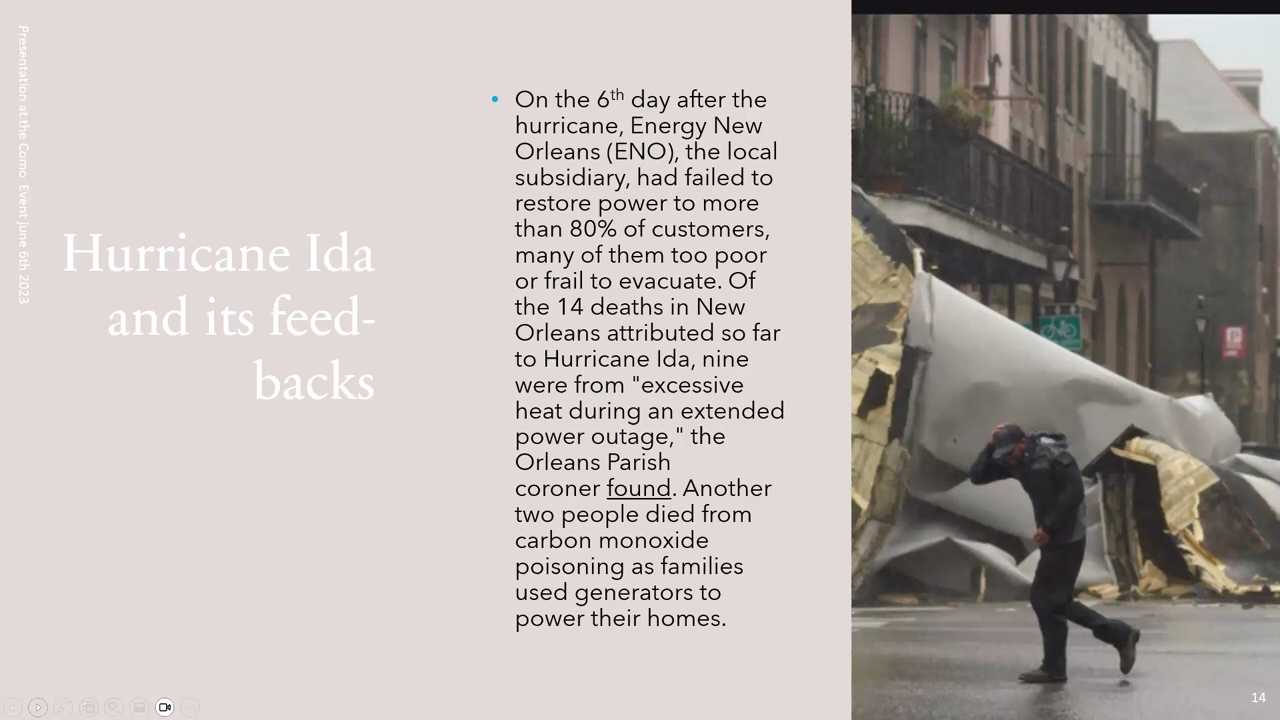 Presentation at the Como Event june 6th 2023
Hurricane Ida
and its feed-
backs
• On the 6th day after the
hurricane, Energy New
Orleans (ENO), the local
subsidiary, had failed to
restore power to more
than 80% of customers,
many of them too poor
or frail to evacuate. Of
the 14 deaths in New
Orleans attributed so far
to Hurricane Ida, nine
were from "excessive
heat during an extended
power outage," the
Orleans Parish
coroner found. Another
two people died from
carbon monoxide
poisoning as families
used generators to
power their homes.
P
14